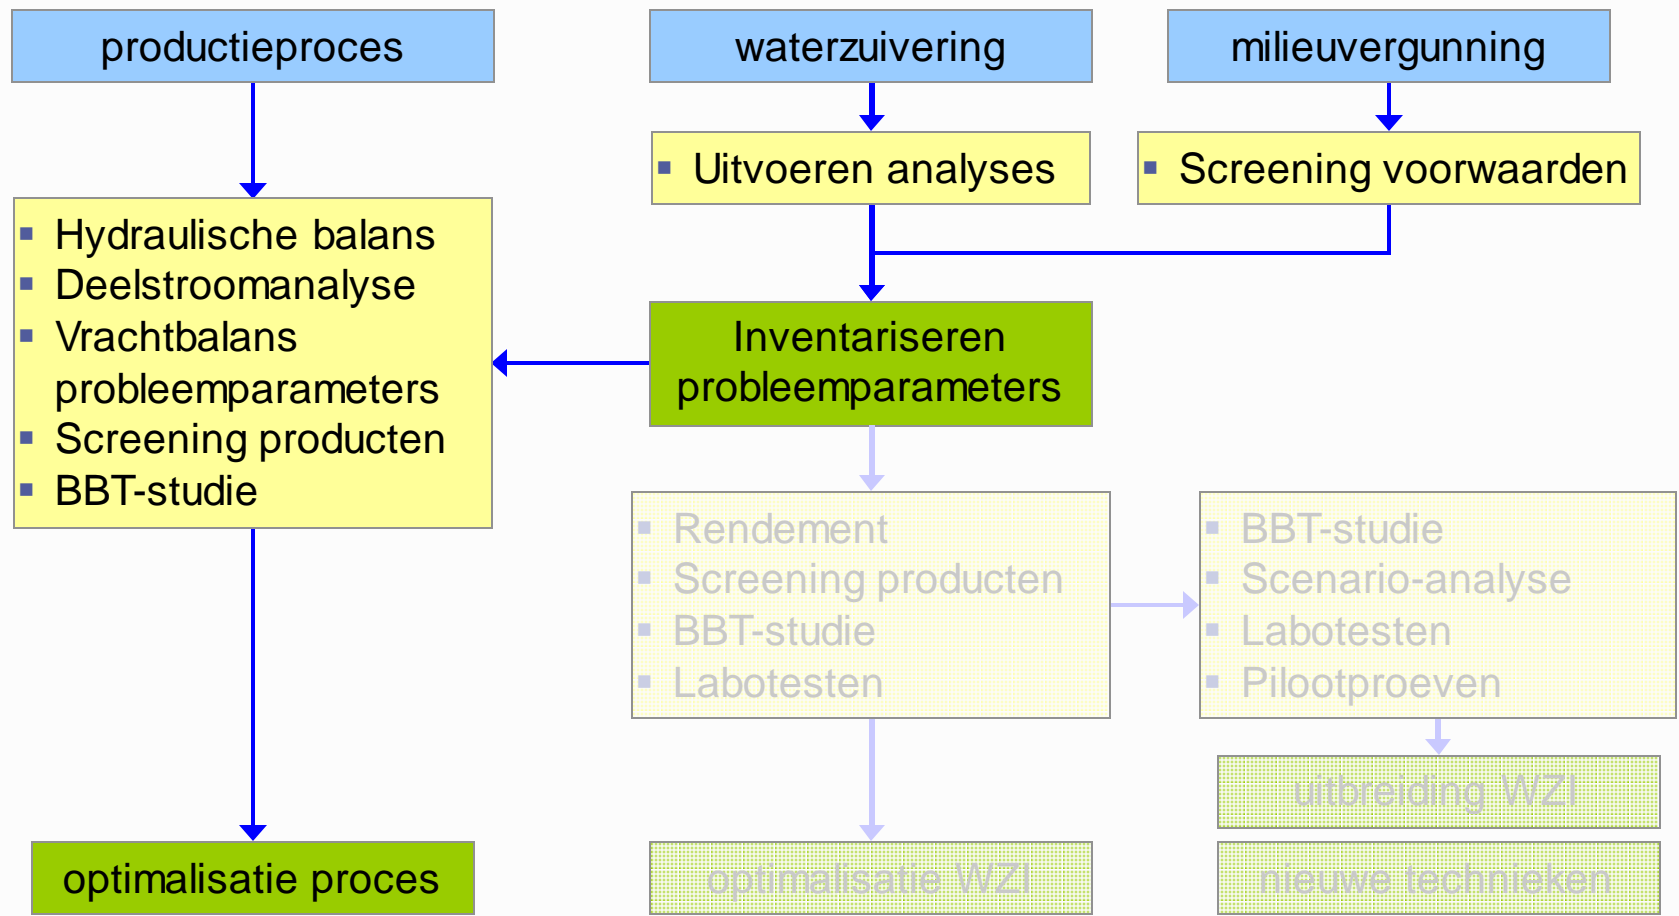 productieproces
waterzuivering
milieuvergunning
▪ Uitvoeren analyses
▪ Screening voorwaarden
▪ Hydraulische balans
▪ Deelstroomanalyse
▪ Vrachtbalans
probleemparameters
▪ Screening producten
▪ BBT-studie
Inventariseren
probleemparameters
▪ Rendement
▪ Screening producten
▪ BBT-studie
▪ Labotesten
▪ BBT-studie
▪ Scenario-analyse
▪ Labotesten
▪ Pilootproeven
uitbreiding WZI
optimalisatie proces
optimalisatie WZI
nieuwe technieken